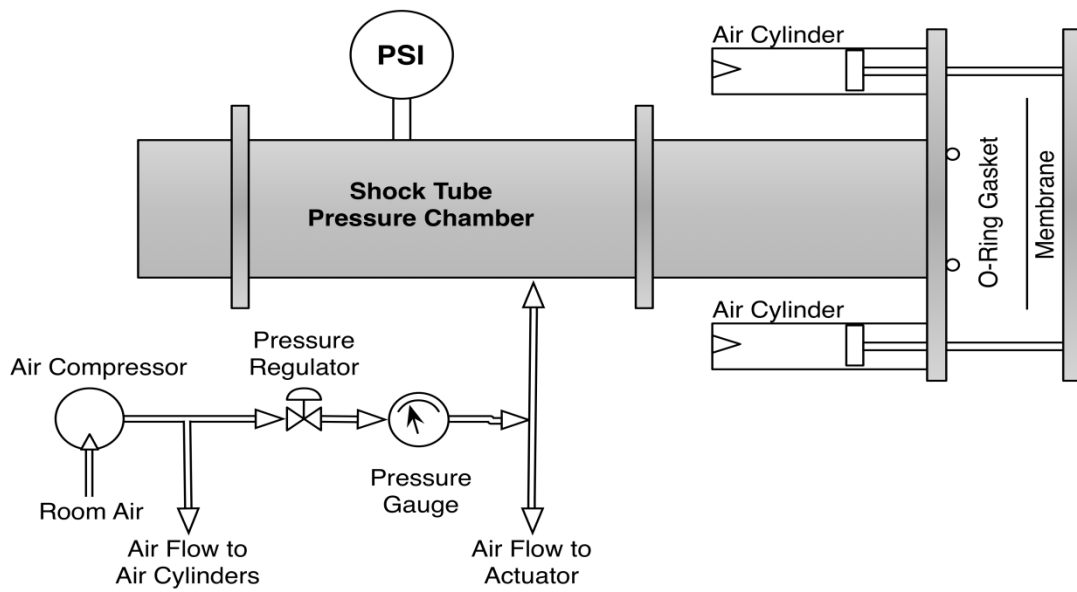 PSI
Air Cylinder
Shock Tube
Pressure Chamber
O-Ring Gasket
Membrane
Air Cylinder
Pressure
Regulator
Air Compressor
Room Air
Pressure
Gauge
Air Flow to
Air Cylinders
Air Flow to
Actuator